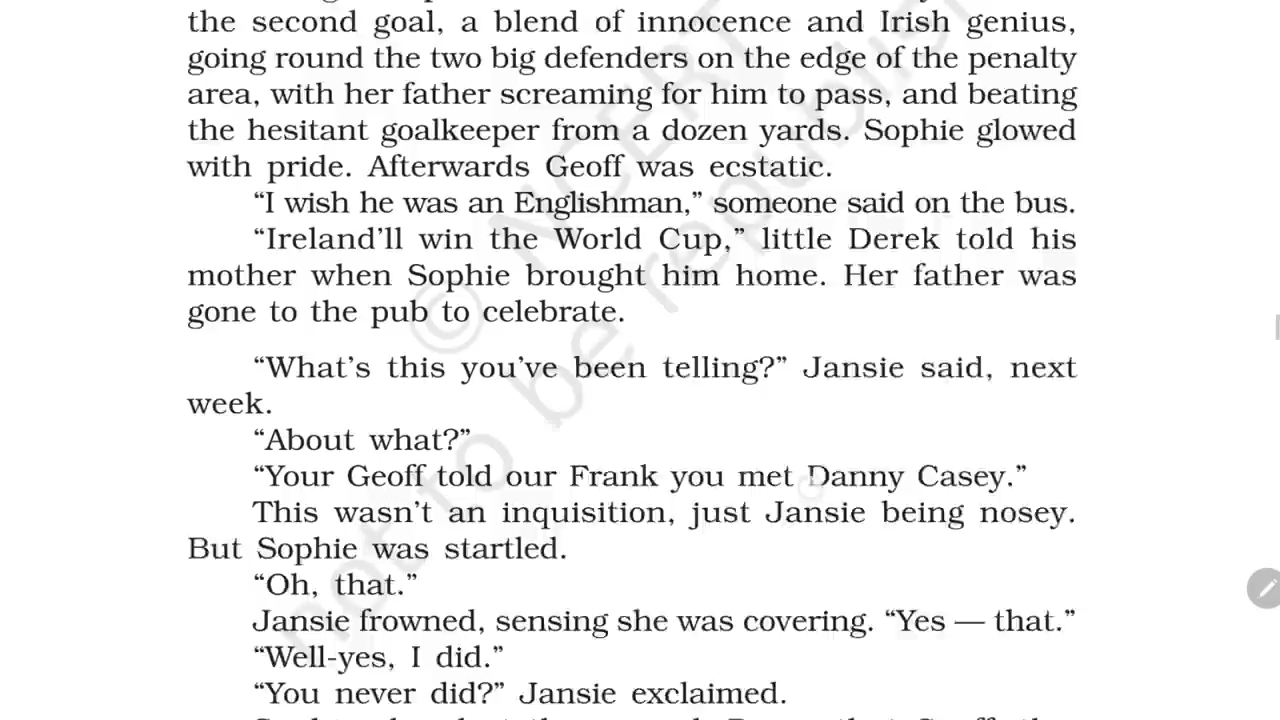 the second goal, a blend of innocence and Irish genius,
going round the two big defenders on the edge of the penalty
area, with her father screaming for him to pass, and beating
the hesitant goalkeeper from a dozen yards. Sophie glowed
with pride. Afterwards Geoff was ecstatic.
“I wish he was an Englishman,” someone said on the bus.
“Ireland’ll win the World Cup,” little Derek told his
mother when Sophie brought him home. Her father was
gone to the pub to celebrate.
“What’s this you’ve been telling?” Jansie said, next
week.
“About what?”
“Your Geoff told our Frank you met Danny Casey.”
This wasn’t an inquisition, just Jansie being nosey.
But Sophie was startled.
“Oh, that.”
Jansie frowned, sensing she was covering. “Yes — that.”
“Well-yes, I did.”
“You never did?” Jansie exclaimed.
© NCERT
not to be republished